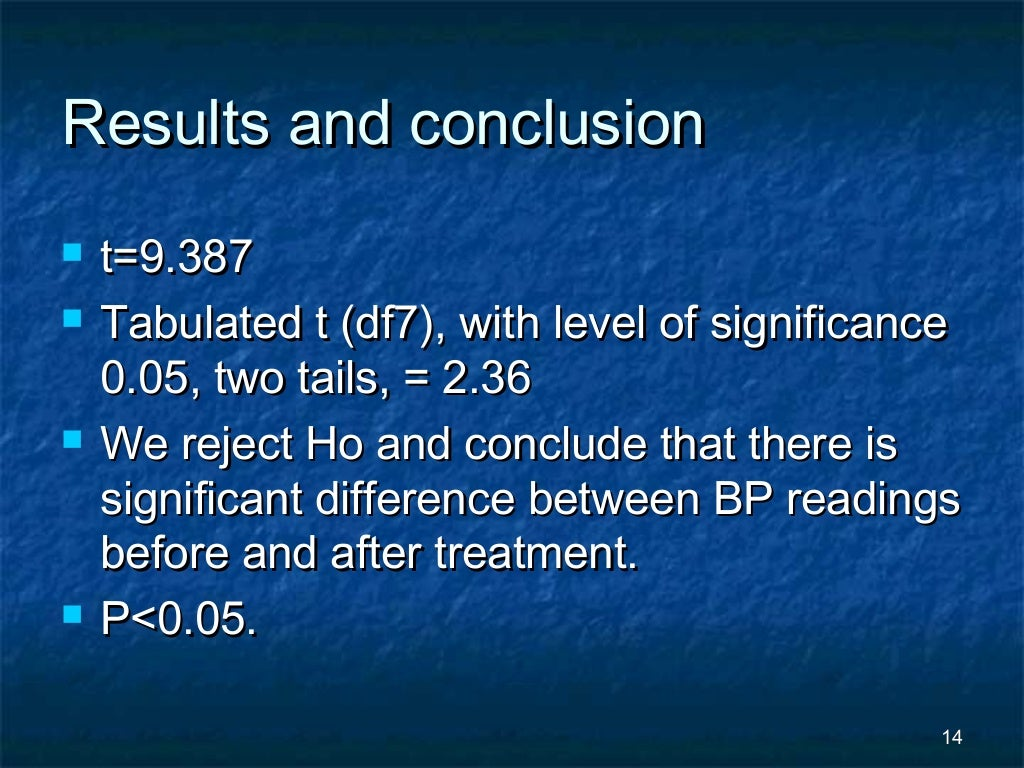 Results and conclusion
t=9.387
Tabulated t (df7), with level of significance
0.05, two tails, = 2.36
We reject Ho and conclude that there is
significant difference between BP readings
before and after treatment.
P<0.05.
14